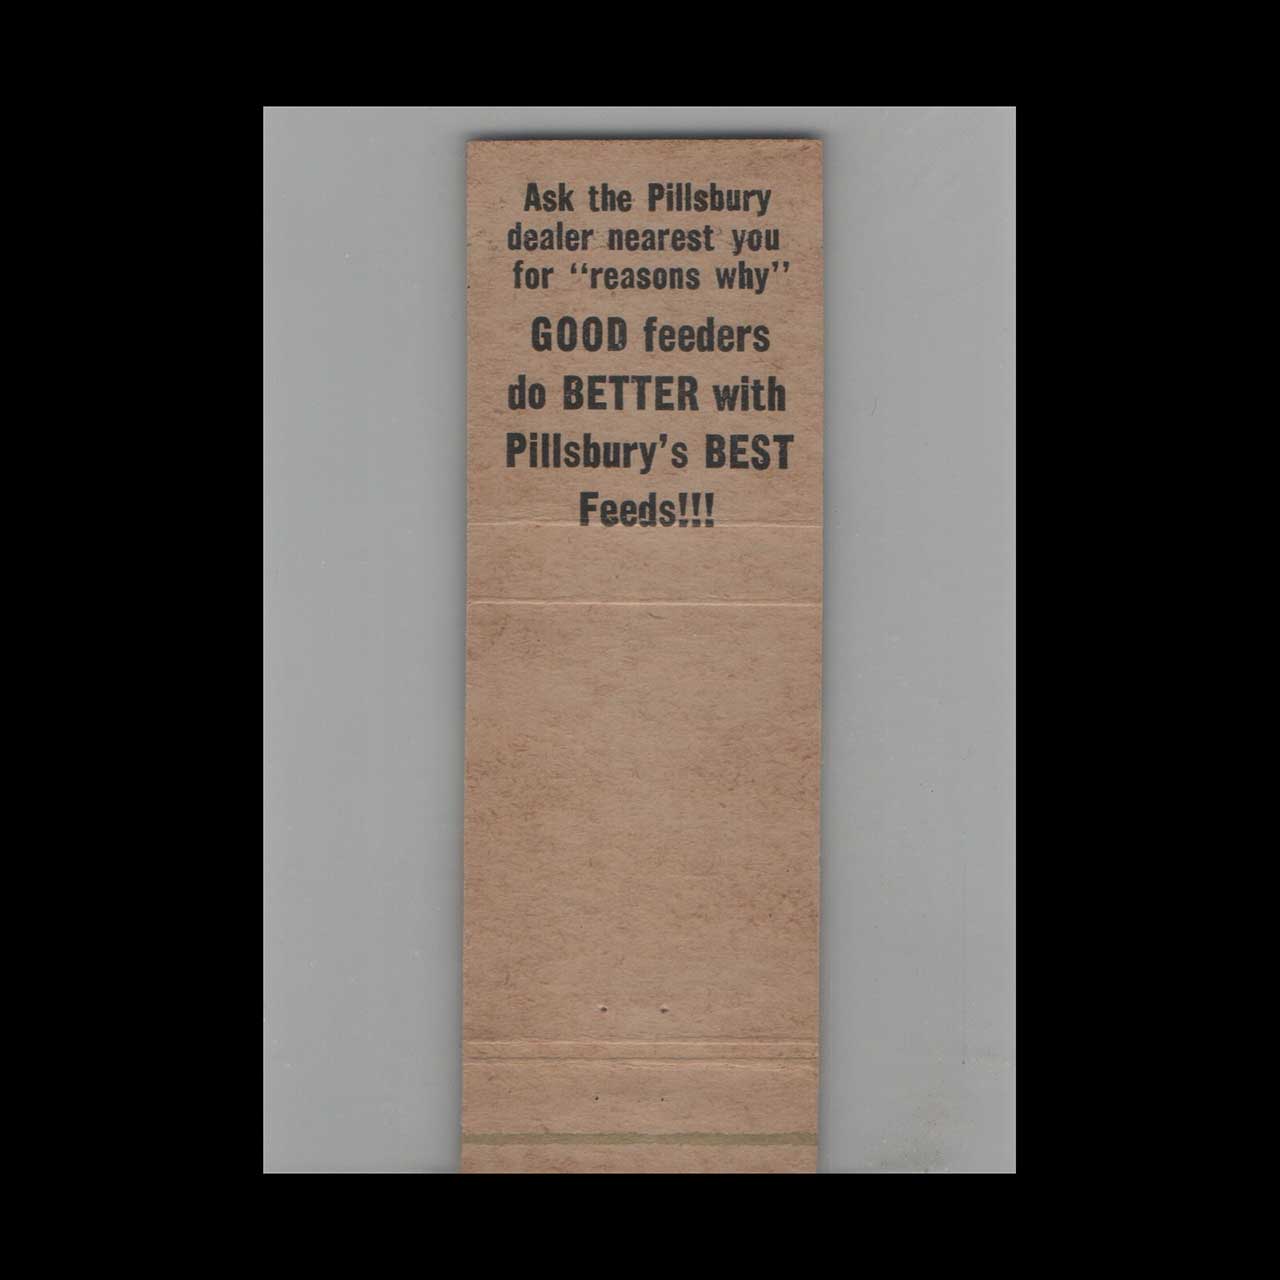 Ask the Pillsbury
dealer nearest you
for “reasons why”
GOOD feeders
do BETTER with
Pillsbury's BEST
Feeds!!!